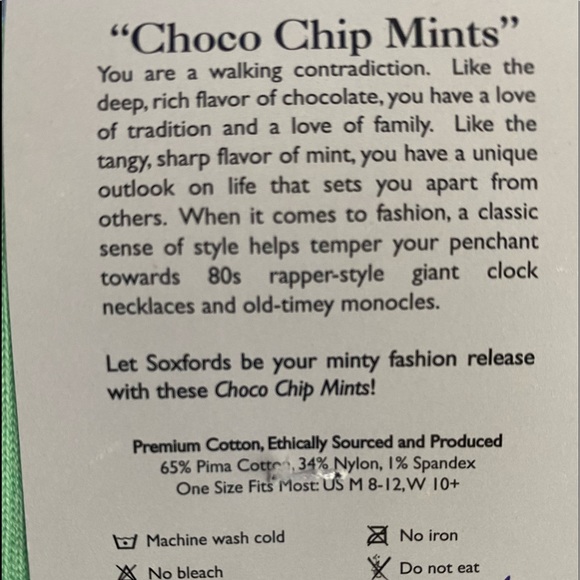 “Choco Chip Mints”
You are a walking contradiction. Like the
deep, rich flavor of chocolate, you have a love
of tradition and a love of family. Like the
tangy, sharp flavor of mint, you have a unique
outlook on life that sets you apart from
others. When it comes to fashion, a classic
sense of style helps temper your penchant
towards 80s rapper-style giant clock
necklaces and old-timey monocles.
Let Soxfords be your minty fashion release
with these Choco Chip Mints!
Premium Cotton, Ethically Sourced and Produced
65% Pima Cotton, 34% Nylon, 1% Spandex
One Size Fits Most: US M 8-12, W 10+
Machine wash cold
No iron
No bleach
Do not eat